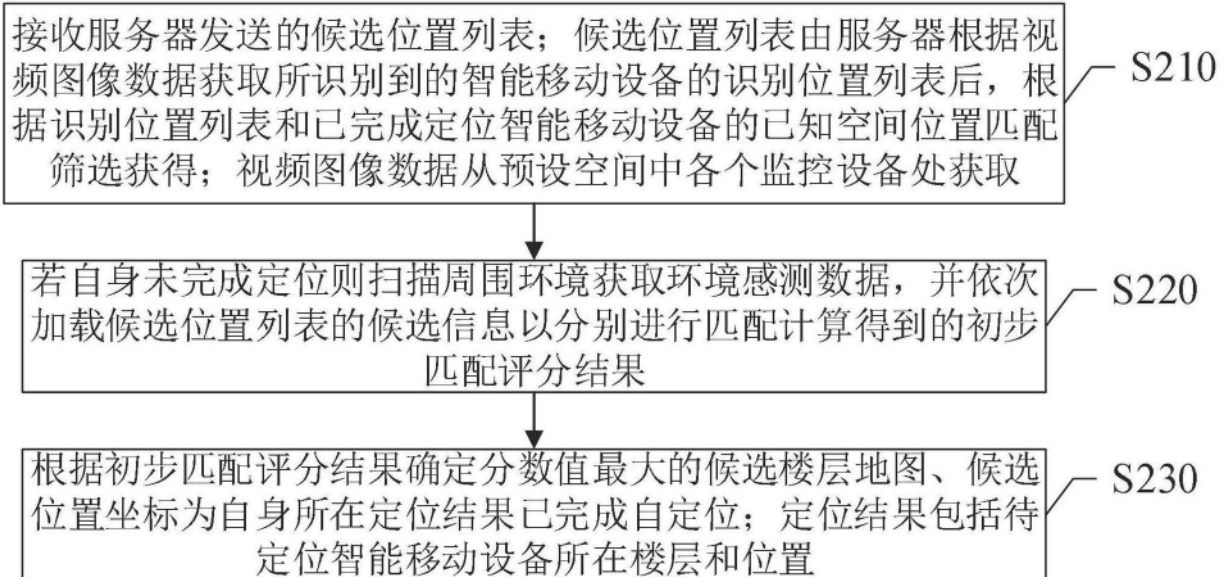 接收服务器发送的候选位置列表；候选位置列表由服务器根据视
频图像数据获取所识别到的智能移动设备的识别位置列表后，根
据识别位置列表和已完成定位智能移动设备的已知空间位置匹配
筛选获得；视频图像数据从预设空间中各个监控设备处获取
S210
若自身未完成定位则扫描周围环境获取环境感测数据，并依次
加载候选位置列表的候选信息以分别进行匹配计算得到的初步
匹配评分结果
S220
根据初步匹配评分结果确定分数值最大的候选楼层地图、候选
位置坐标为自身所在定位结果已完成自定位；定位结果包括待
定位智能移动设备所在楼层和位置
S230